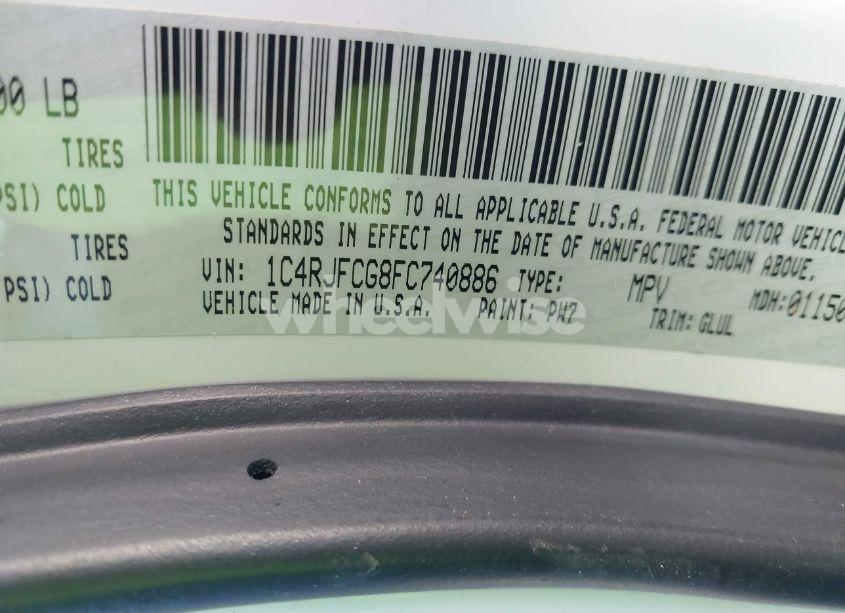 00 LB
TIRES
PSI) COLD
TIRES
PSI) COLD
THIS VEHICLE CONFORMS TO ALL APPLICABLE U.S.A. FEDERAL MOTOR VEHICL
STANDARDS IN EFFECT ON THE DATE OF MANUFACTURE SHOWN ABOVE.
VIN: 1C4RJFCG8FC740886 TYPE: MPV MDH:01150
VEHICLE MADE IN U.S.A. PAINT: PW7 TRIM: GLUL
wheelwise